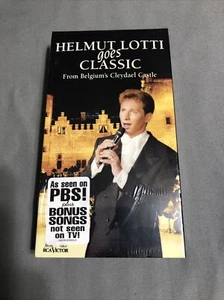 HELMUT LOTTI
goes
CLASSIC
From Belgium's Cleydael Castle
As seen on
PBS!
plus
BONUS
SONGS
not seen
on TV!
RCA VICTOR